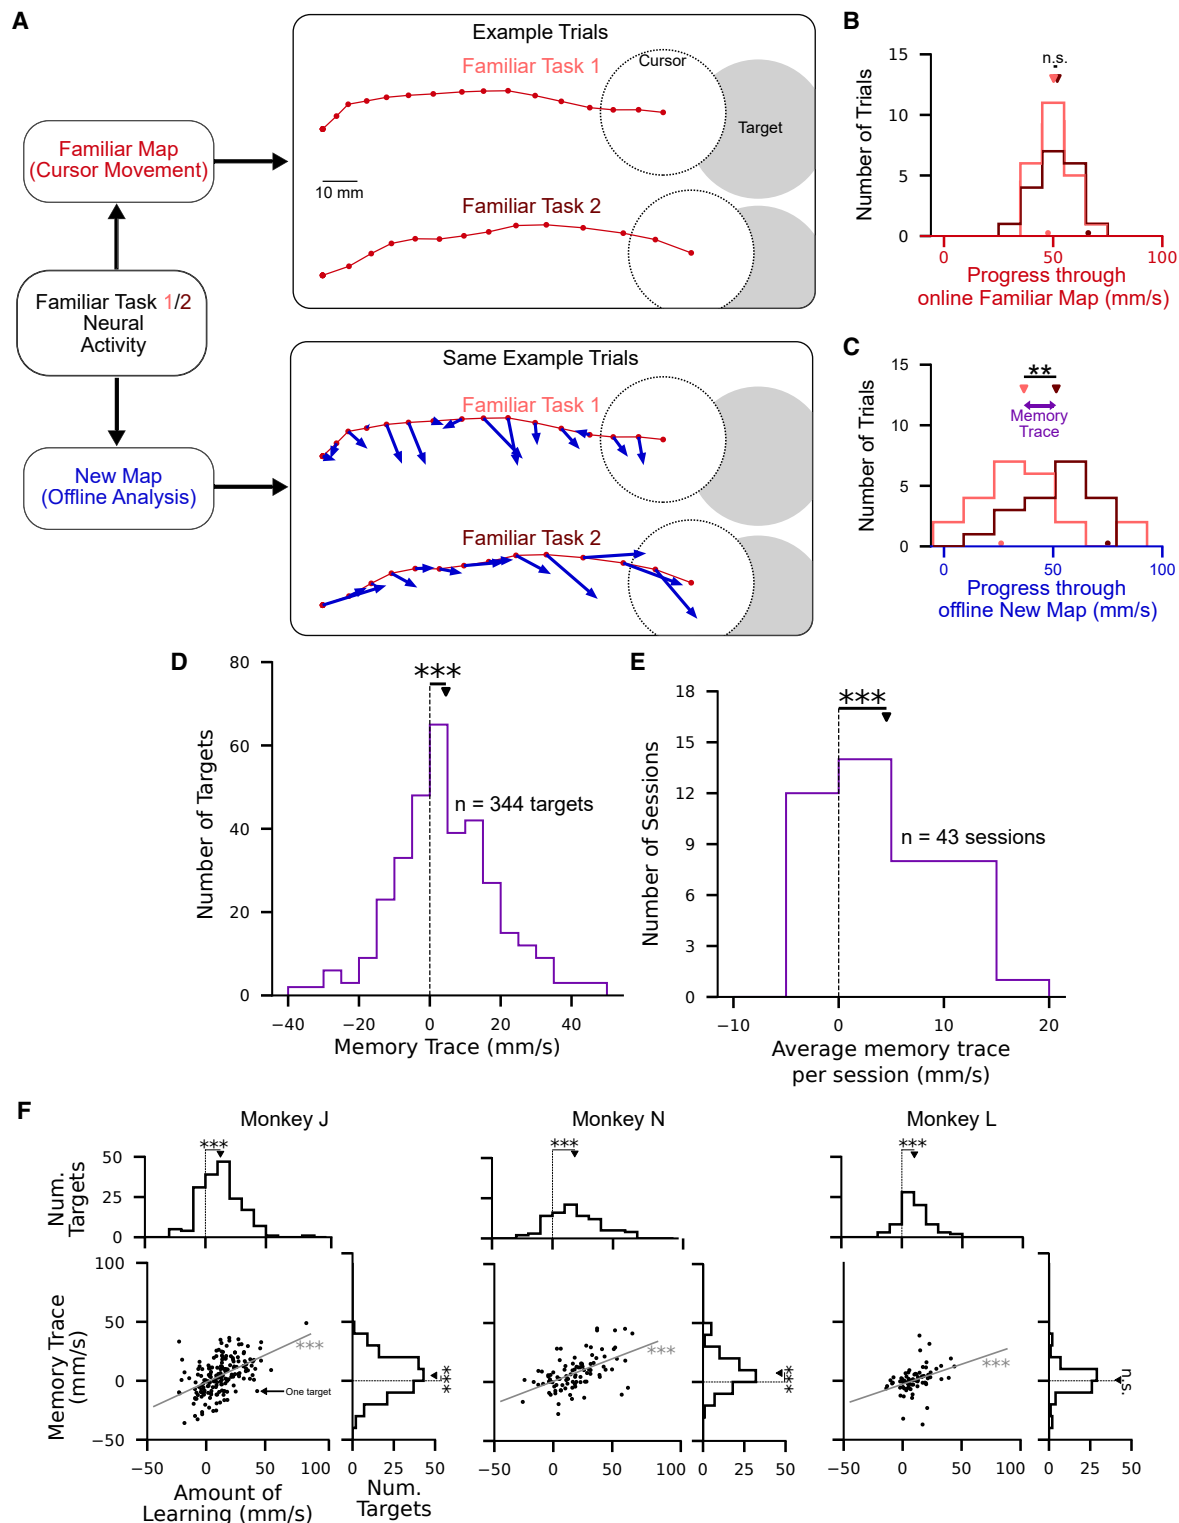 A
Example Trials
Familiar Task 1
Cursor
Target
10 mm
Familiar Task 2
Familiar Map
(Cursor Movement)
Familiar Task 1/2
Neural
Activity
New Map
(Offline Analysis)
Same Example Trials
Familiar Task 1
Familiar Task 2
B
n.s.
15
10
5
0
Number of Trials
0
50
100
Progress through
online Familiar Map (mm/s)
C
**
Memory
Trace
15
10
5
0
Number of Trials
0
50
100
Progress through
offline New Map (mm/s)
D
***
80
60
40
20
0
Number of Targets
n = 344 targets
−40
−20
0
20
40
Memory Trace (mm/s)
E
***
18
15
12
9
6
3
0
Number of Sessions
n = 43 sessions
−10
0
10
20
Average memory trace
per session (mm/s)
F
Monkey J
***
50
25
0
Num.
Targets
100
50
0
−50
Memory Trace
(mm/s)
***
One target
***
−50
0
50
100
Amount of
Learning (mm/s)
0
25
50
Num.
Targets
Monkey N
***
***
***
−50
0
50
100
0
25
50
Monkey L
***
***
n.s.
−50
0
50
100
0
25
50